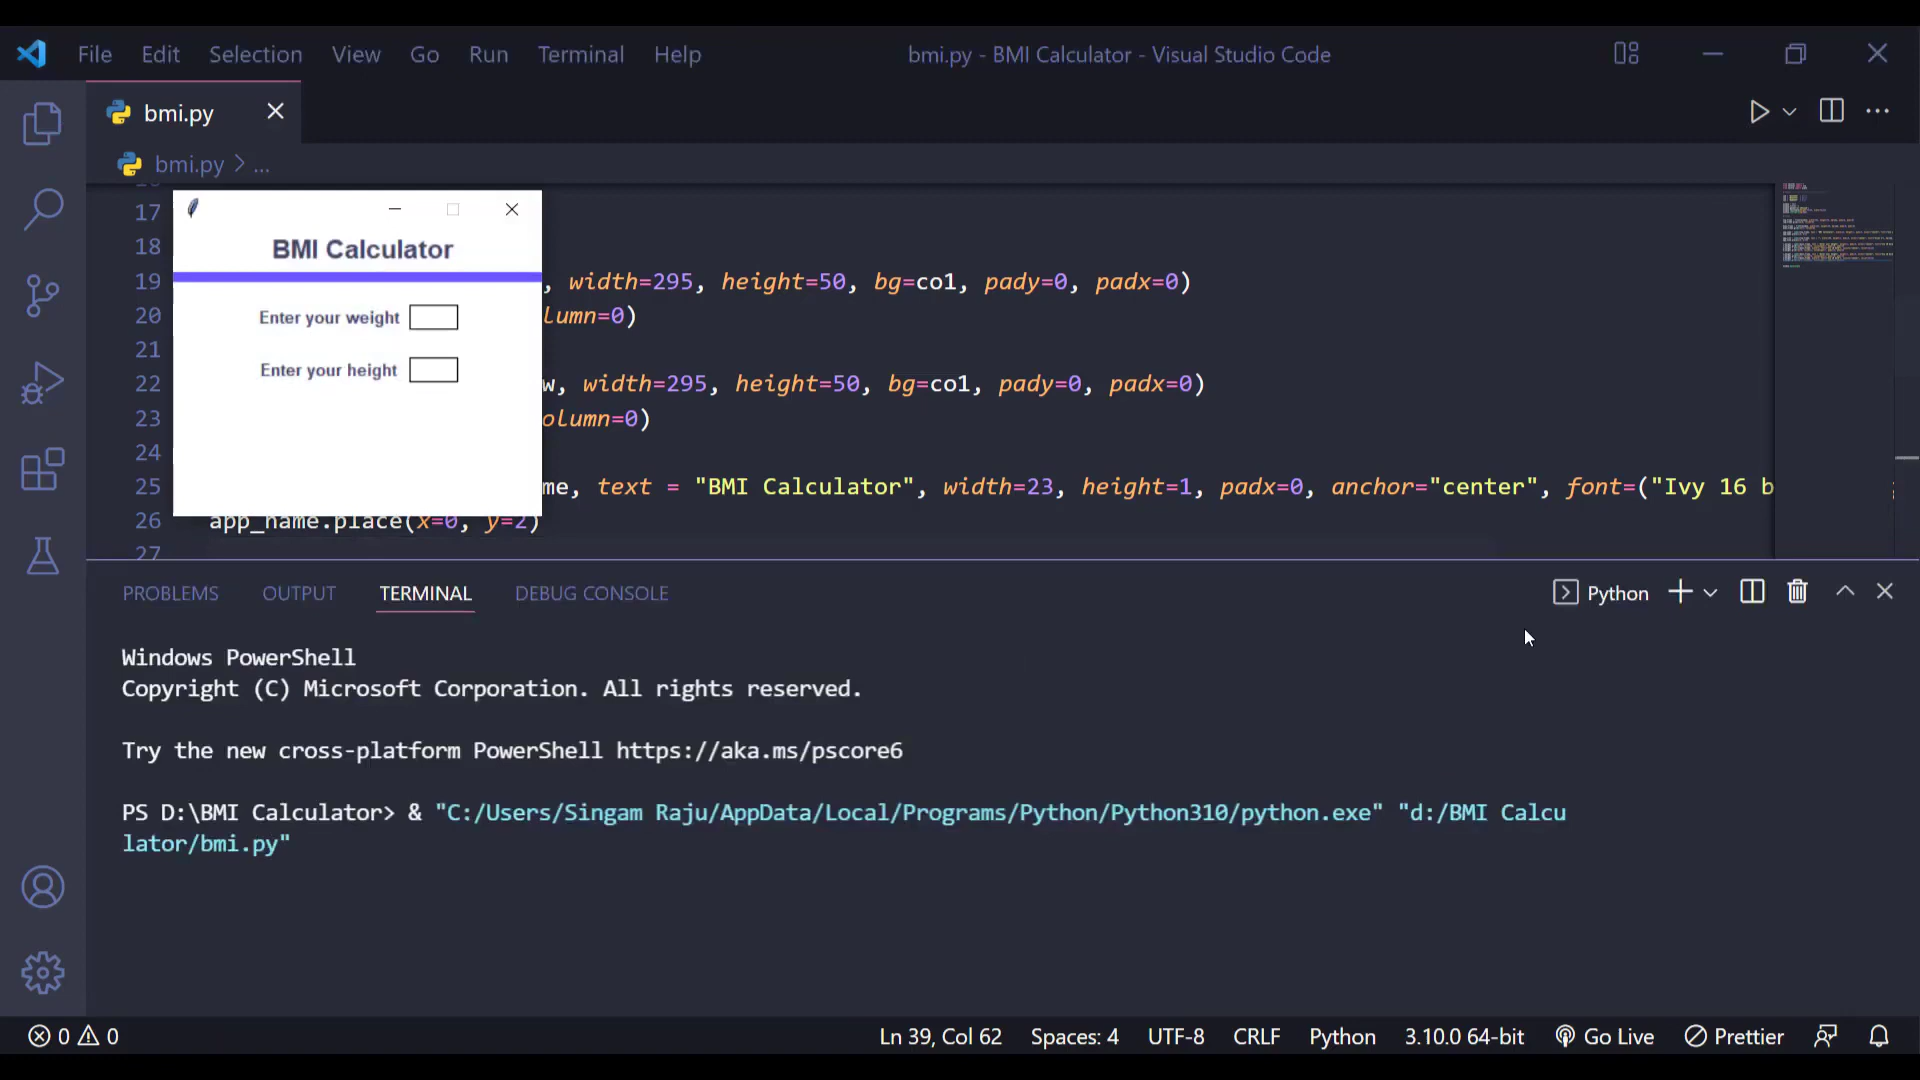 File Edit Selection View Go Run Terminal Help bmi.py - BMI Calculator - Visual Studio Code
bmi.py
bmi.py > ...
17
18
19 , width=295, height=50, bg=co1, pady=0, padx=0)
20 lumn=0)
21
22 w, width=295, height=50, bg=co1, pady=0, padx=0)
23 olumn=0)
24
25 me, text = "BMI Calculator", width=23, height=1, padx=0, anchor="center", font=("Ivy 16 b
26 app_name.place(x=0, y=2)
27
BMI Calculator
Enter your weight
Enter your height
PROBLEMS OUTPUT TERMINAL DEBUG CONSOLE Python
Windows PowerShell
Copyright (C) Microsoft Corporation. All rights reserved.
Try the new cross-platform PowerShell https://aka.ms/pscore6
PS D:\BMI Calculator> & "C:/Users/Singam Raju/AppData/Local/Programs/Python/Python310/python.exe" "d:/BMI Calcu
lator/bmi.py"
0 0 Ln 39, Col 62 Spaces: 4 UTF-8 CRLF Python 3.10.0 64-bit Go Live Prettier